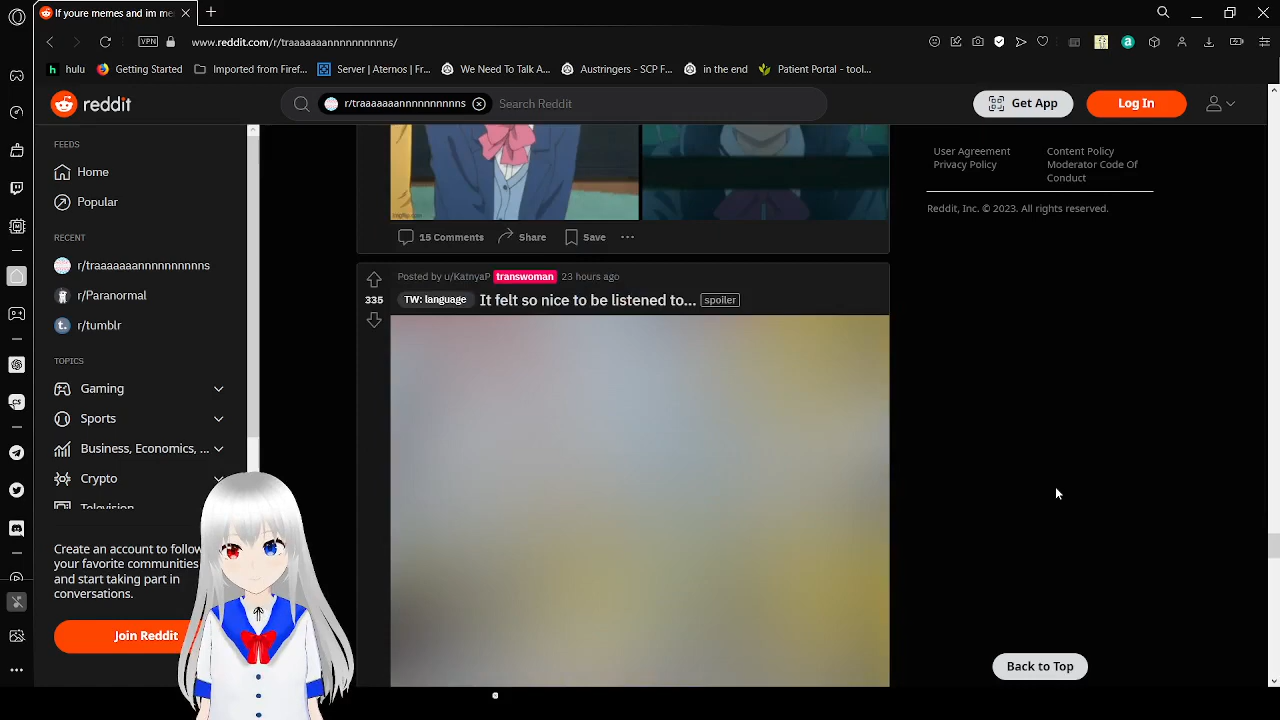 If youre memes and im me
www.reddit.com/r/traaaaaaannnnnnnnnns/
VPN
hulu
Getting Started
Imported from Firef...
Server | Aternos | Fr...
We Need To Talk A...
Austringers - SCP F...
in the end
Patient Portal - tool...
reddit
r/traaaaaaannnnnnnnnns
Search Reddit
Get App
Log In
FEEDS
Home
Popular
RECENT
r/traaaaaaannnnnnnnnns
r/Paranormal
r/tumblr
TOPICS
Gaming
Sports
Business, Economics, ...
Crypto
Television
Create an account to follow
your favorite communities
and start taking part in
conversations.
Join Reddit
imgflip.com
15 Comments
Share
Save
Posted by u/KatnyaP transwoman 23 hours ago
335
TW: language It felt so nice to be listened to... spoiler
User Agreement
Privacy Policy
Content Policy
Moderator Code Of
Conduct
Reddit, Inc. © 2023. All rights reserved.
Back to Top